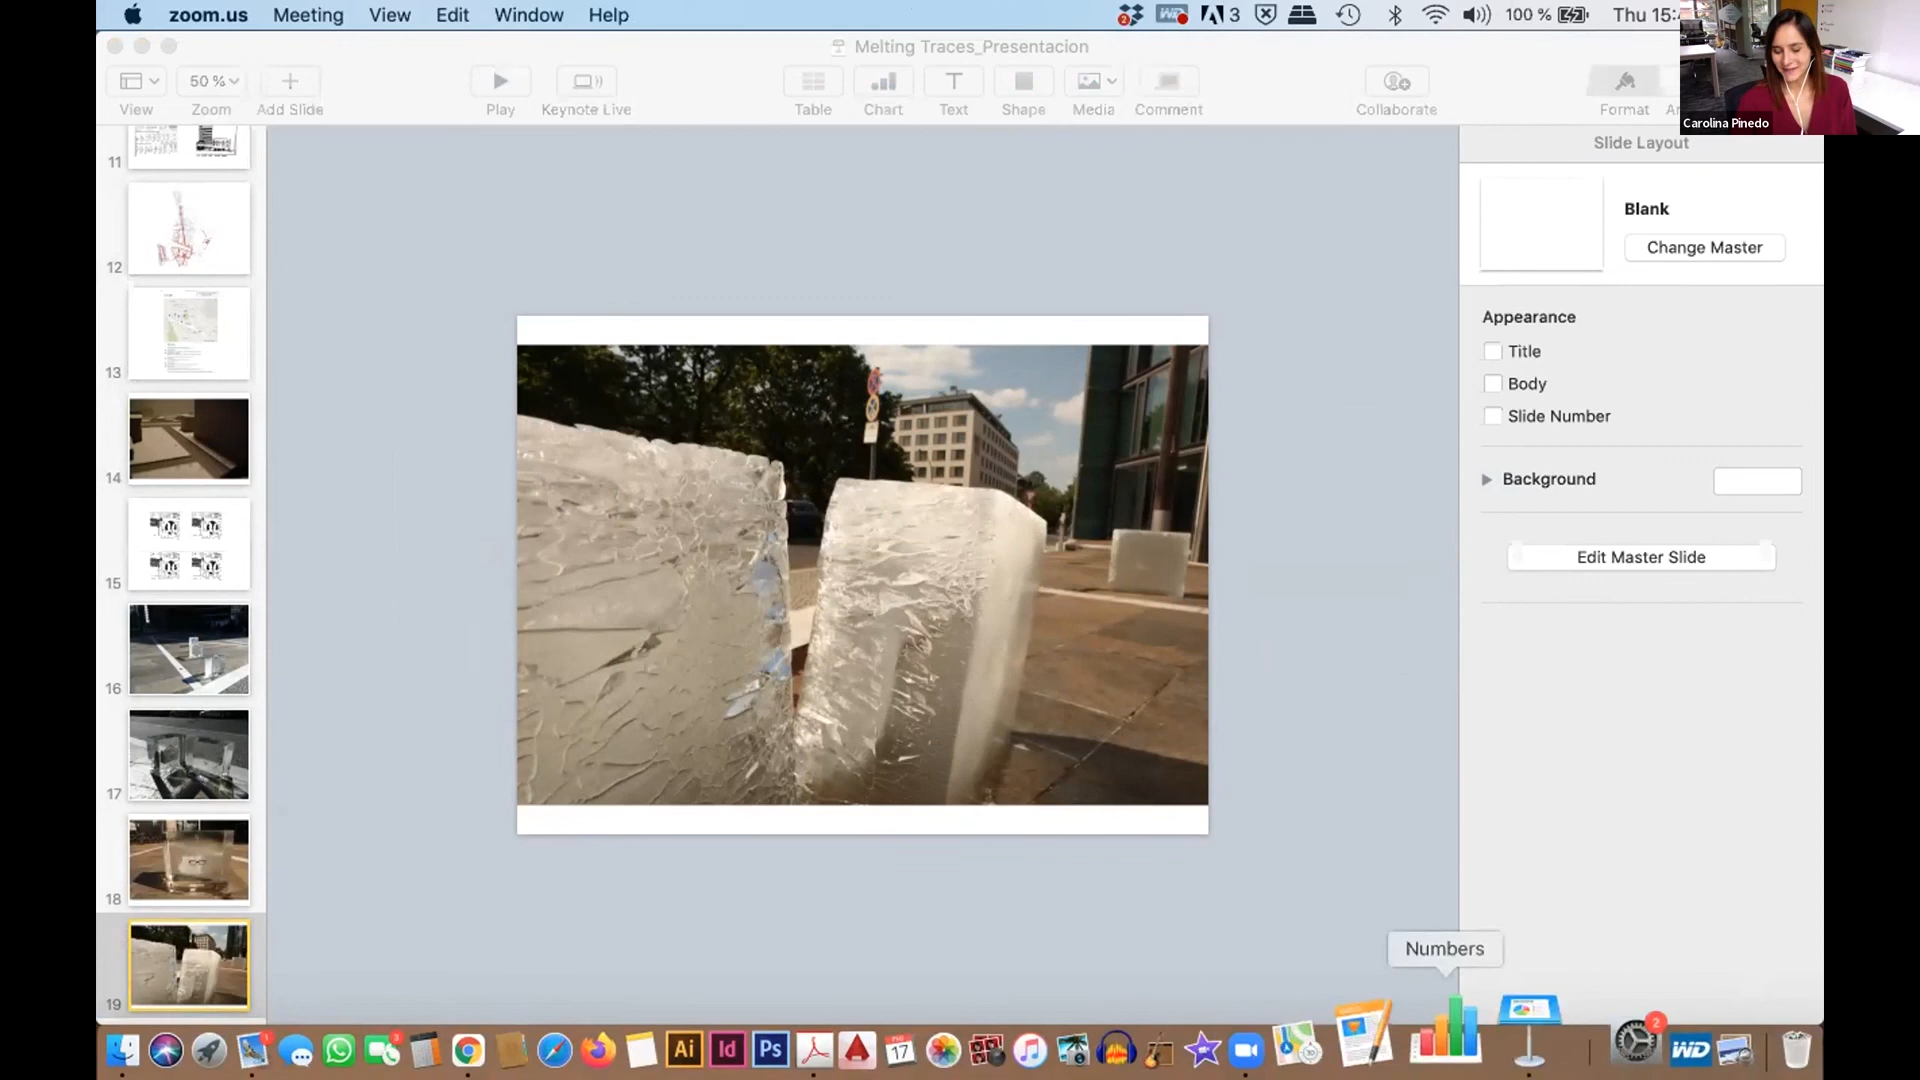 zoom.us Meeting View Edit Window Help
2 3 100 % Thu 15:
Melting Traces_Presentacion
50 %
View Zoom Add Slide Play Keynote Live Table Chart Text Shape Media Comment Collaborate Format
Carolina Pinedo
Slide Layout
Blank
Change Master
Appearance
Title
Body
Slide Number
Background
Edit Master Slide
11
12
13
14
15
16
17
18
19
Numbers
Ai Id Ps 17 2 WD